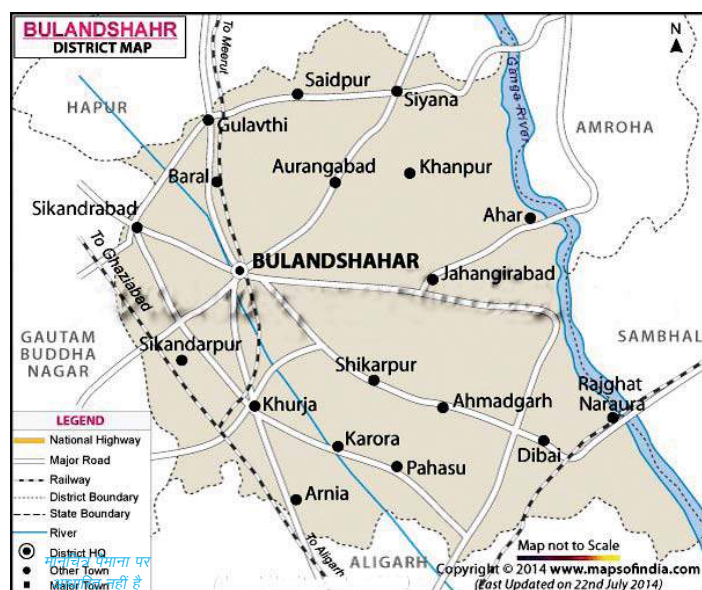 BULANDSHAHR
DISTRICT MAP
To Meerut
N
HAPUR
Saidpur
Siyana
Ganga River
AMROHA
Gulavthi
Baral
Aurangabad
Khanpur
Sikandrabad
Ahar
To Ghaziabad
BULANDSHAHAR
Jahangirabad
GAUTAM
BUDDHA
NAGAR
Sikandarpur
SAMBHAL
Shikarpur
Rajghat
Naraura
Khurja
Ahmadgarh
Karora
Dibai
Pahasu
Arnia
To Aligarh
ALIGARH
LEGEND
National Highway
Major Road
Railway
District Boundary
State Boundary
River
District HQ
मानचित्र पैमाना पर
Other Town
आधारित नहीं है
Major Town
Map not to Scale
Copyright © 2014 www.mapsofindia.com
(Last Updated on 22nd July 2014)